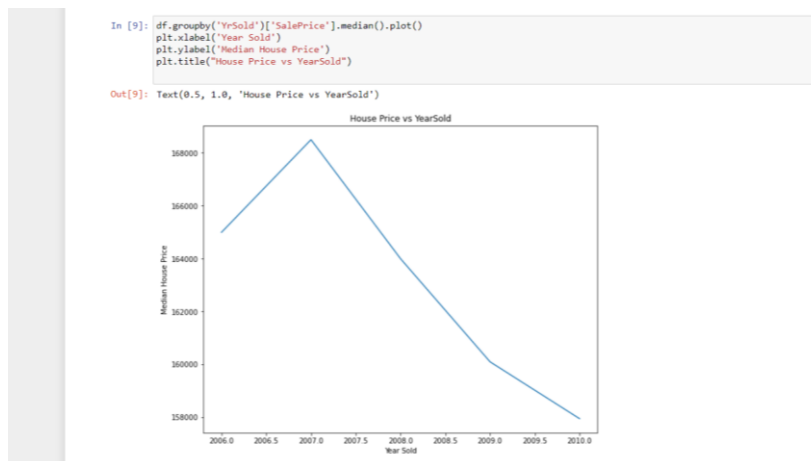 In [9]: df.groupby('YrSold')['SalePrice'].median().plot()
plt.xlabel('Year Sold')
plt.ylabel('Median House Price')
plt.title("House Price vs YearSold")
Out[9]: Text(0.5, 1.0, 'House Price vs YearSold')
House Price vs YearSold
168000
166000
164000
162000
160000
158000
Median House Price
2006.0 2006.5 2007.0 2007.5 2008.0 2008.5 2009.0 2009.5 2010.0
Year Sold